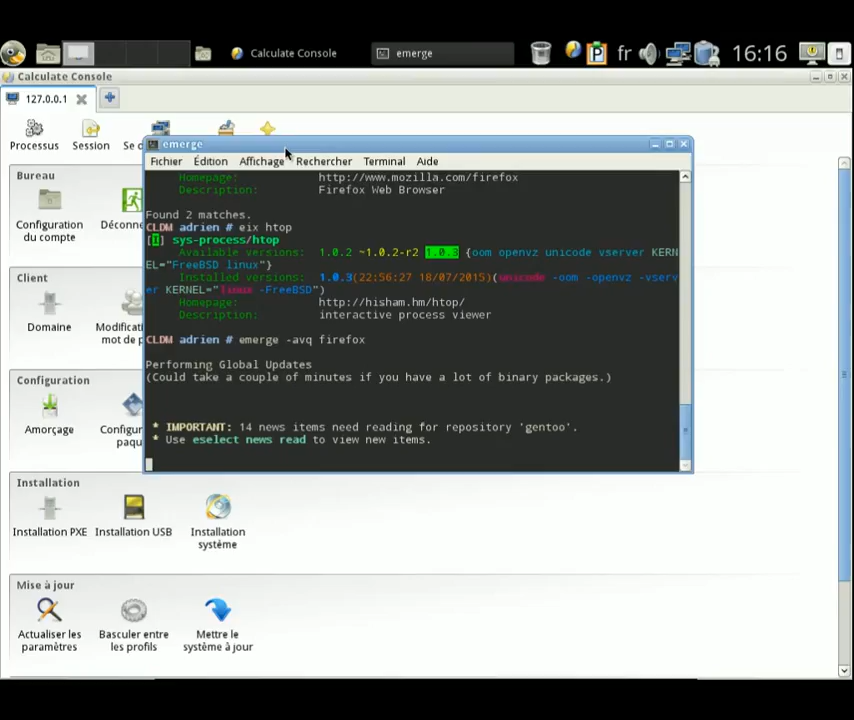 Calculate Console
emerge
fr
16:16
Calculate Console
127.0.0.1
Processus
Session
emerge
Fichier
Édition
Affichage
Rechercher
Terminal
Aide
Homepage: http://www.mozilla.com/firefox
Description: Firefox Web Browser
Found 2 matches.
CLDM adrien # eix htop
[I] sys-process/htop
Available versions: 1.0.2 ~1.0.2-r2 1.0.3 {oom openvz unicode vserver KERN
EL="FreeBSD linux"}
Installed versions: 1.0.3(22:56:27 18/07/2015)(unicode -oom -openvz -vserv
er KERNEL="linux -FreeBSD")
Homepage: http://hisham.hm/htop/
Description: interactive process viewer
CLDM adrien # emerge -avq firefox
Performing Global Updates
(Could take a couple of minutes if you have a lot of binary packages.)
* IMPORTANT: 14 news items need reading for repository 'gentoo'.
* Use eselect news read to view new items.
Bureau
Configuration
du compte
Déconn
Client
Domaine
Modificati
mot de p
Configuration
Amorçage
Configur
paqu
Installation
Installation PXE
Installation USB
Installation
système
Mise à jour
Actualiser les
paramètres
Basculer entre
les profils
Mettre le
système à jour